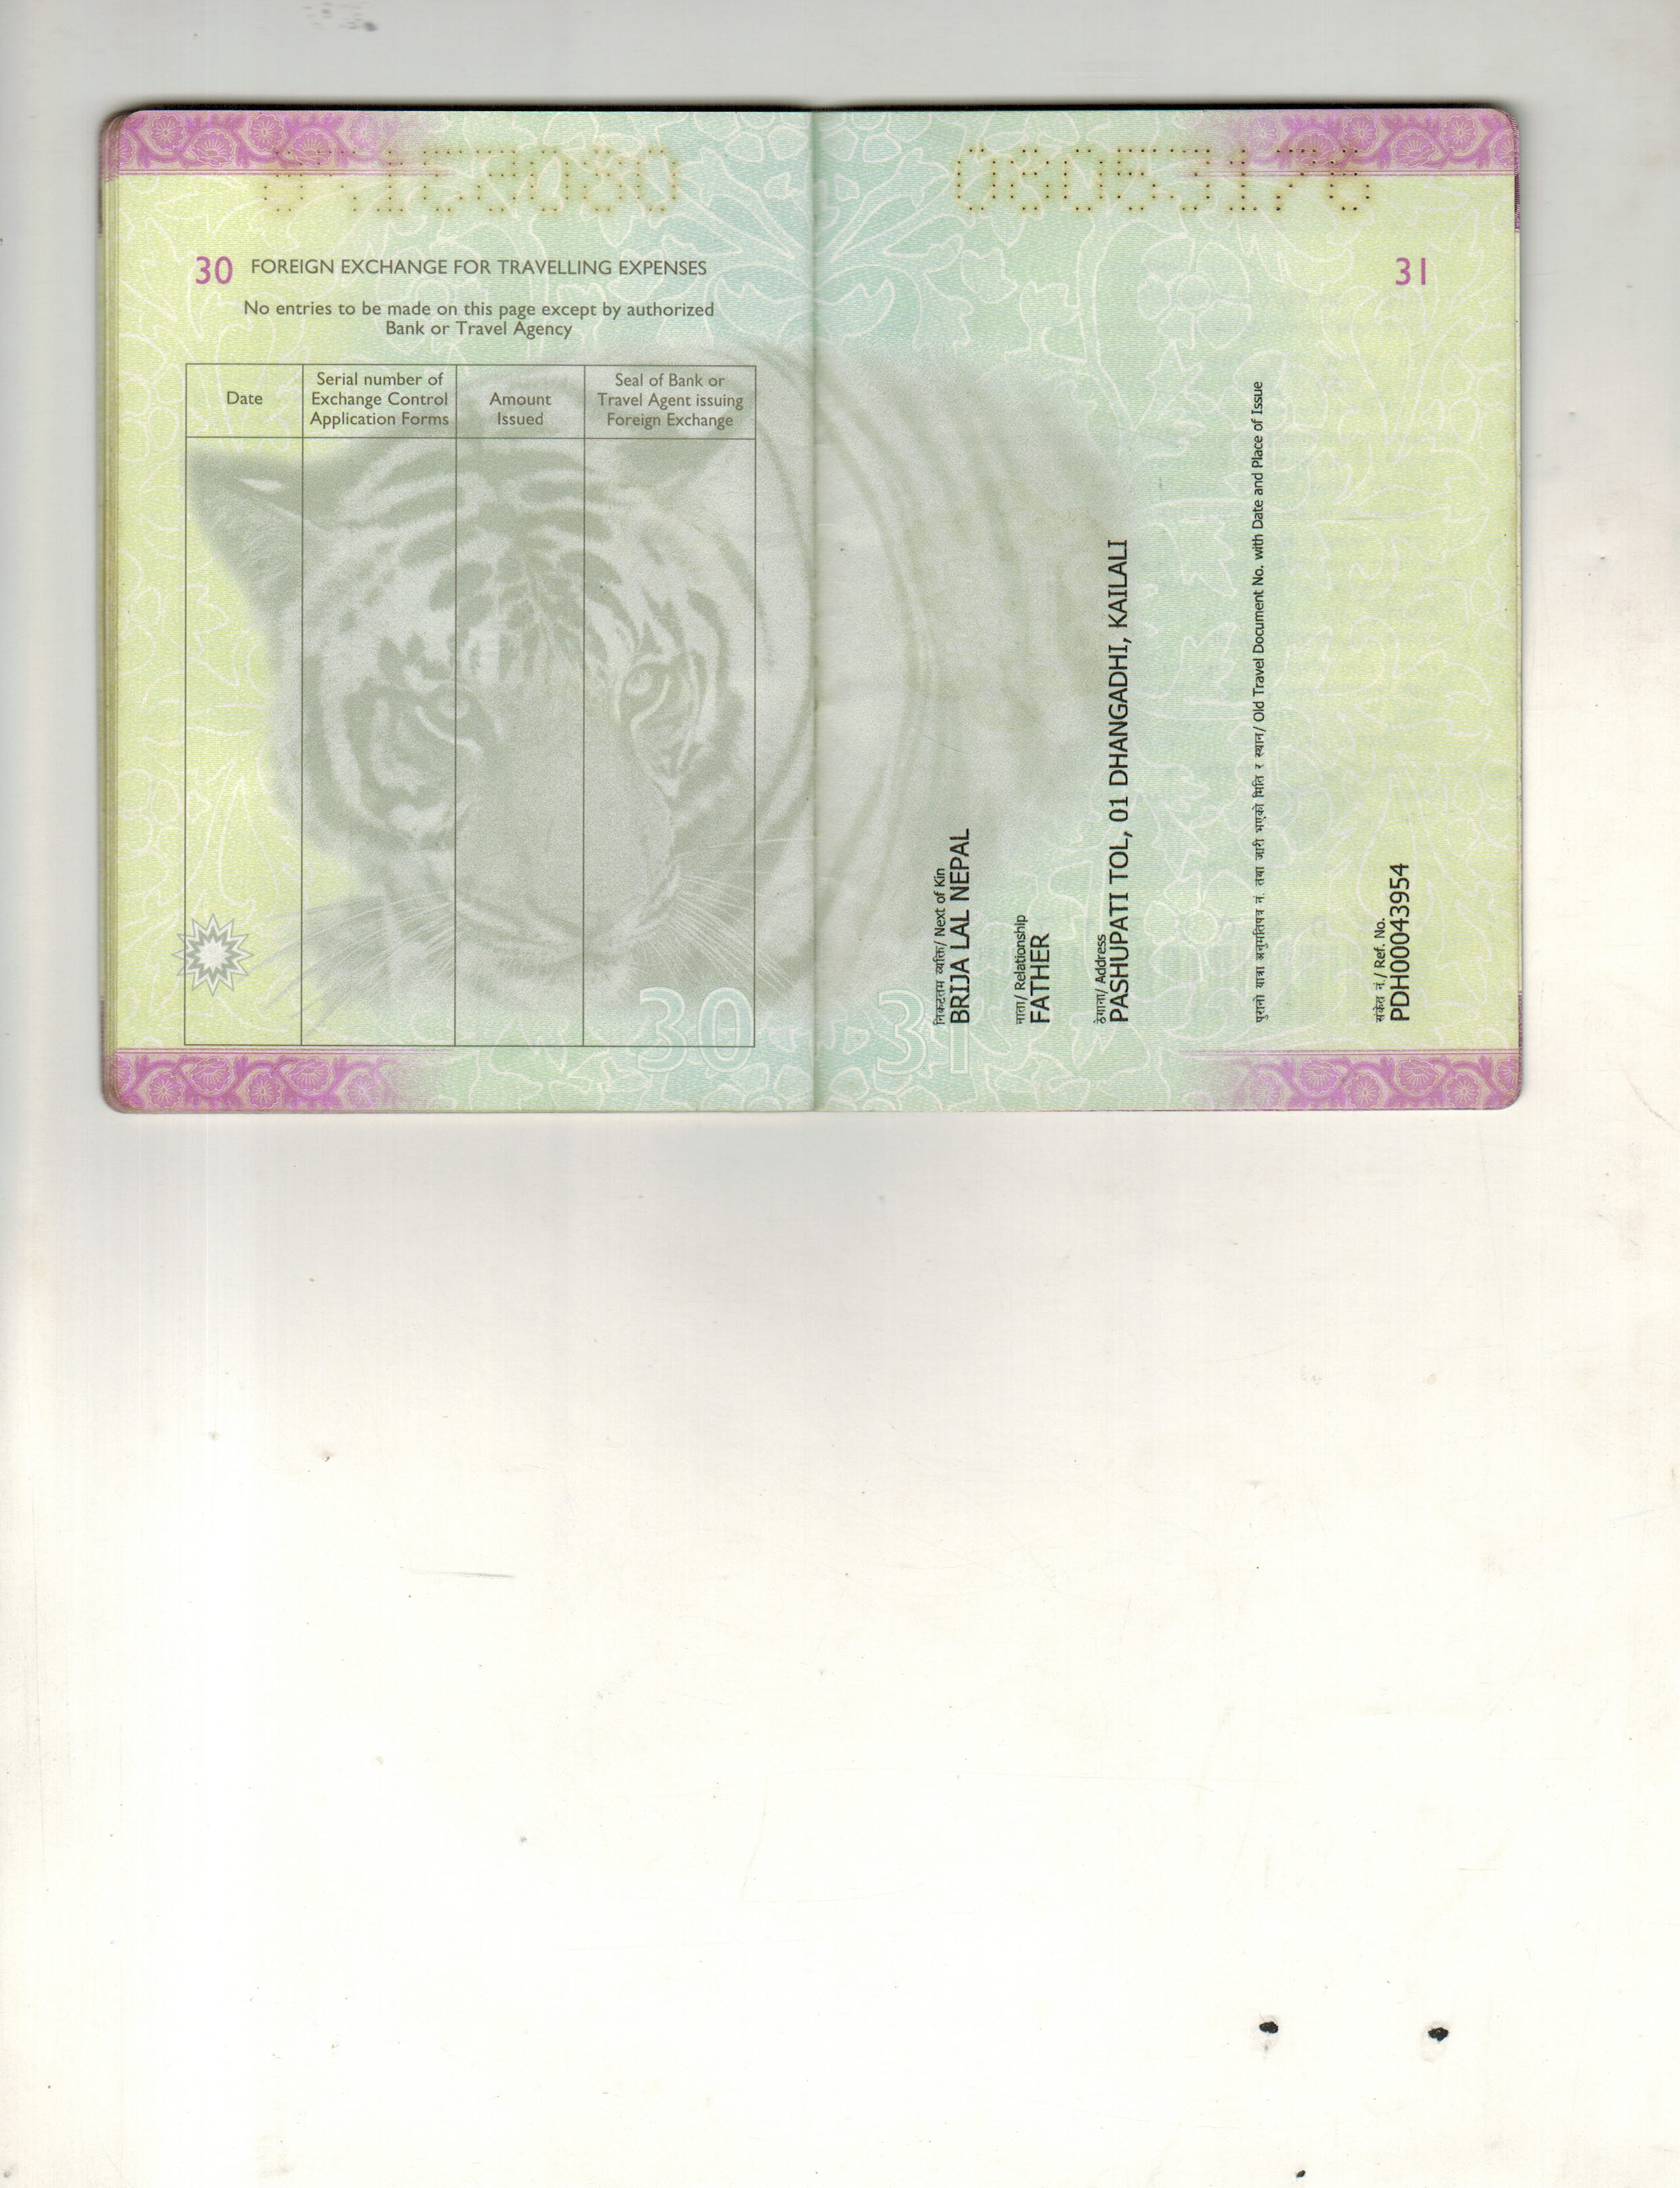 08053178
30 FOREIGN EXCHANGE FOR TRAVELLING EXPENSES
No entries to be made on this page except by authorized
Bank or Travel Agency
Date
Serial number of
Exchange Control
Application Forms
Amount
Issued
Seal of Bank or
Travel Agent issuing
Foreign Exchange
30
31
निकटतम व्यक्ति/ Next of Kin
BRIJA LAL NEPAL
नाता/ Relationship
FATHER
ठेगाना/ Address
PASHUPATI TOL, 01 DHANGADHI, KAILALI
पुरानो यात्रा अनुमतिपत्र नं. तथा जारी भएको मिति र स्थान/ Old Travel Document No. with Date and Place of Issue
संकेत नं./ Ref. No.
PDH00043954
31